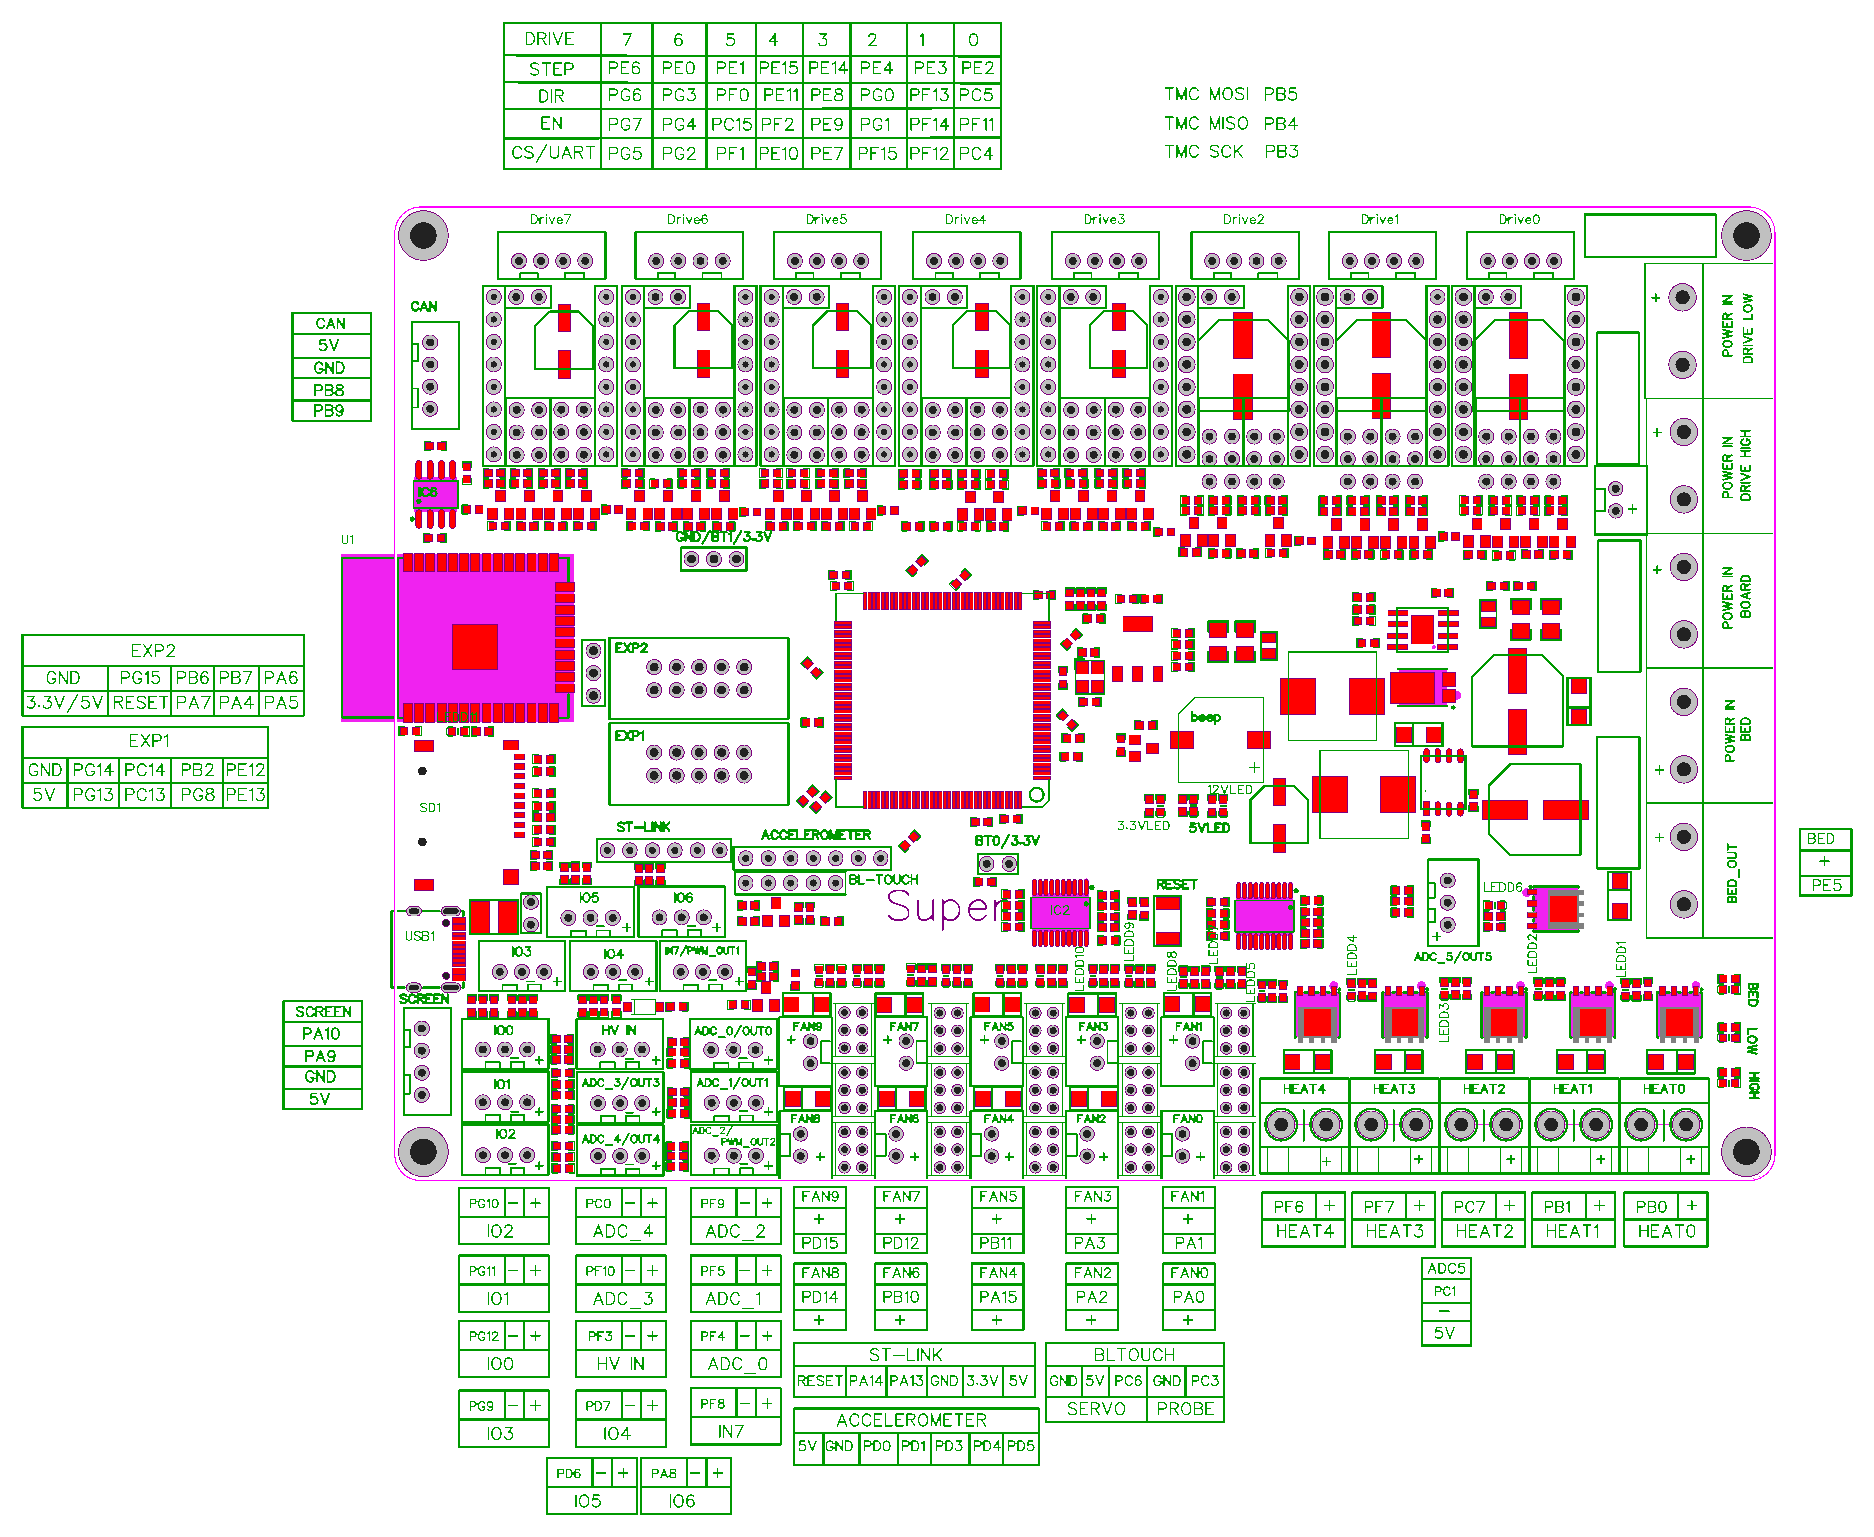 DRIVE 7 6 5 4 3 2 1 0
STEP PE6 PE0 PE1 PE15 PE14 PE4 PE3 PE2
DIR PG6 PG3 PF0 PE11 PE8 PG0 PF13 PC5
EN PG7 PG4 PC15 PF2 PE9 PG1 PF14 PF11
CS/UART PG5 PG2 PF1 PE10 PE7 PF15 PF12 PC4
TMC MOSI PB5
TMC MISO PB4
TMC SCK PB3
Drive7 Drive6 Drive5 Drive4 Drive3 Drive2 Drive1 Drive0
CAN
CAN
5V
GND
PB8
PB9
POWER IN
DRIVE LOW
+
POWER IN
DRIVE HIGH
+
+
POWER IN
BOARD
+
POWER IN
BED
+
BED_OUT
+
IC6
U1
GND/BT1/3.3V
EXP2
GND PG15 PB6 PB7 PA6
3.3V/5V RESET PA7 PA4 PA5
EXP1
GND PG14 PC14 PB2 PE12
5V PG13 PC13 PG8 PE13
EXP2
EXP1
SD1
beep
+
12VLED
3.3VLED
5VLED
ST-LINK
ACCELEROMETER
BT0/3.3V
BL-TOUCH
RESET
Super
IC2
BED
+
PE5
IO5 IO6
+ +
USB1
IO3 IO4 IN7/PWM_OUT1
+ + +
LEDD10
LEDD9
LEDD8
LEDD5
LEDD4
LEDD3
LEDD6
LEDD2
LEDD1
ADC_5/OUT5
+
SCREEN
SCREEN
PA10
PA9
GND
5V
IO0 HV IN ADC_0/OUT0
+ + +
IO1 ADC_3/OUT3 ADC_1/OUT1
+ + +
IO2 ADC_4/OUT4 ADC_2/
PWM_OUT2
+ + +
FAN9 FAN7 FAN5 FAN3 FAN1
+ + + + +
FAN8 FAN6 FAN4 FAN2 FAN0
+ + + + +
HEAT4 HEAT3 HEAT2 HEAT1 HEAT0
+ + + + +
BED
LOW
HIGH
PG10 - + PC0 - + PF9 - +
IO2 ADC_4 ADC_2
PG11 - + PF10 - + PF5 - +
IO1 ADC_3 ADC_1
PG12 - + PF3 - + PF4 - +
IO0 HV IN ADC_0
PG9 - + PD7 - + PF8 - +
IO3 IO4 IN7
PD6 - + PA8 - +
IO5 IO6
FAN9 FAN7 FAN5 FAN3 FAN1
+ + + + +
PD15 PD12 PB11 PA3 PA1
FAN8 FAN6 FAN4 FAN2 FAN0
PD14 PB10 PA15 PA2 PA0
+ + + + +
PF6 + PF7 + PC7 + PB1 + PB0 +
HEAT4 HEAT3 HEAT2 HEAT1 HEAT0
ADC5
PC1
-
5V
ST-LINK
RESET PA14 PA13 GND 3.3V 5V
BLTOUCH
GND 5V PC6 GND PC3
SERVO PROBE
ACCELEROMETER
5V GND PD0 PD1 PD3 PD4 PD5